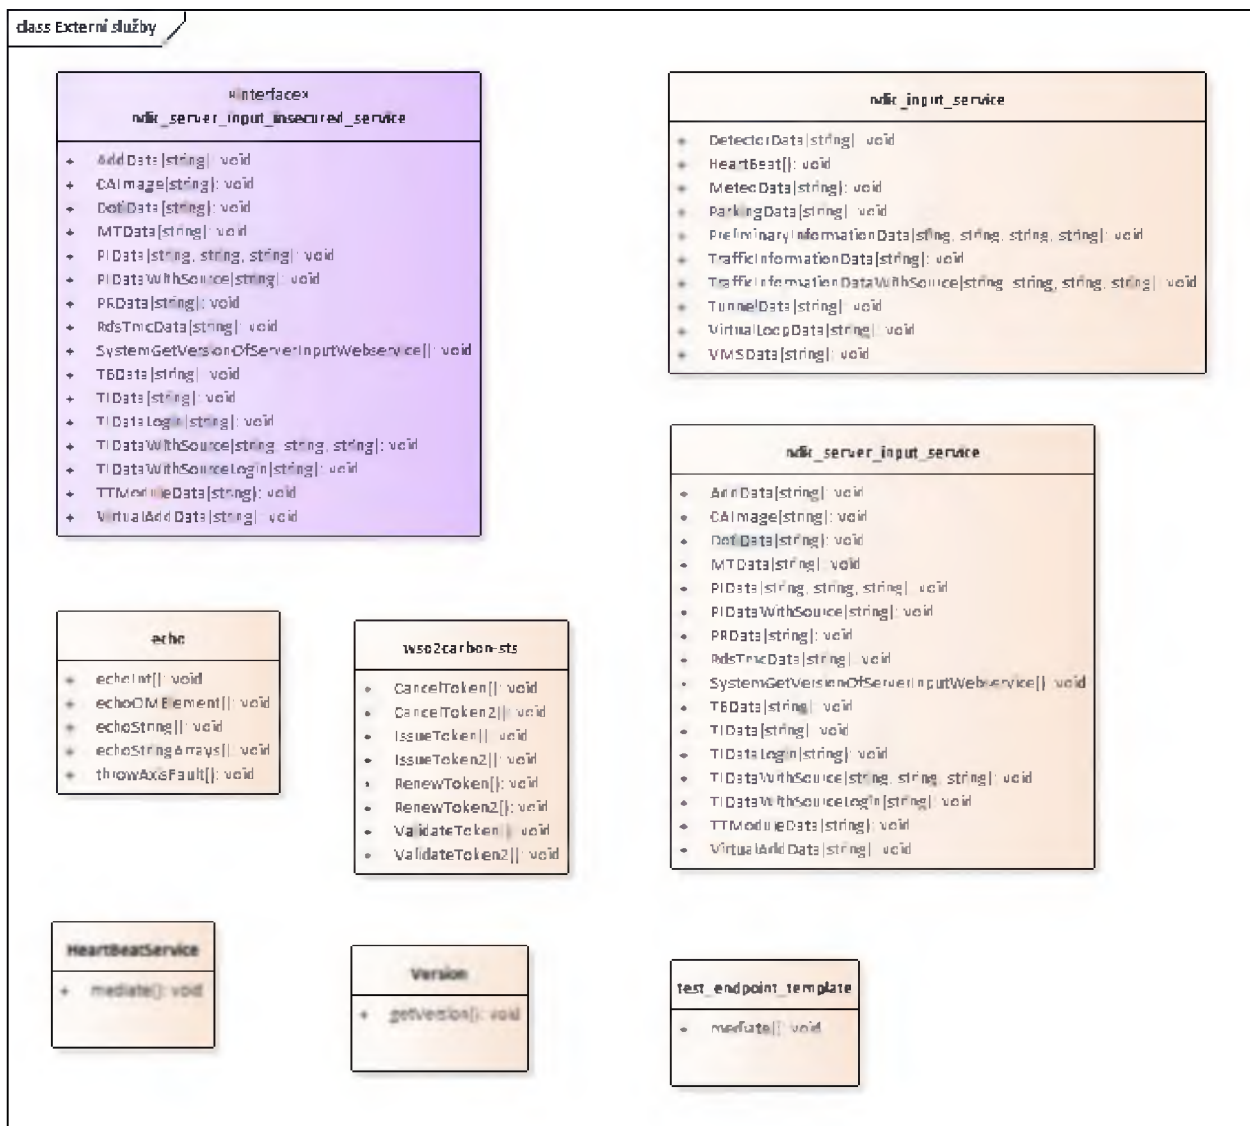 class Externí služby
«interface»
ndic_server_input_insecured_service
+ AddData(string): void
+ CAImage(string): void
+ DotlData(string): void
+ MTData(string): void
+ PIData(string, string, string): void
+ PIDataWithSource(string): void
+ PRData(string): void
+ RdsTmcData(string): void
+ SystemGetVersionOfServerInputWebservice(): void
+ TBData(string): void
+ TIData(string): void
+ TIDataLogin(string): void
+ TIDataWithSource(string, string, string): void
+ TIDataWithSourceLogin(string): void
+ TTModuleData(string): void
+ VirtualAddData(string): void
ndic_input_service
+ DetectorData(string): void
+ HeartBeat(): void
+ MeteoData(string): void
+ ParkingData(string): void
+ PreliminaryInformationData(string, string, string, string): void
+ TrafficInformationData(string): void
+ TrafficInformationDataWithSource(string, string, string, string): void
+ TunnelData(string): void
+ VirtualLoopData(string): void
+ VMSData(string): void
ndic_server_input_service
+ AddData(string): void
+ CAImage(string): void
+ DotlData(string): void
+ MTData(string): void
+ PIData(string, string, string): void
+ PIDataWithSource(string): void
+ PRData(string): void
+ RdsTmcData(string): void
+ SystemGetVersionOfServerInputWebservice(): void
+ TBData(string): void
+ TIData(string): void
+ TIDataLogin(string): void
+ TIDataWithSource(string, string, string): void
+ TIDataWithSourceLogin(string): void
+ TTModuleData(string): void
+ VirtualAddData(string): void
echo
+ echoInt(): void
+ echoOMElement(): void
+ echoString(): void
+ echoStringArrays(): void
+ throwAxisFault(): void
wso2carbon-sts
+ CancelToken(): void
+ CancelToken2(): void
+ IssueToken(): void
+ IssueToken2(): void
+ RenewToken(): void
+ RenewToken2(): void
+ ValidateToken(): void
+ ValidateToken2(): void
HeartBeatService
+ mediate(): void
Version
+ getVersion(): void
test_endpoint_template
+ mediate(): void